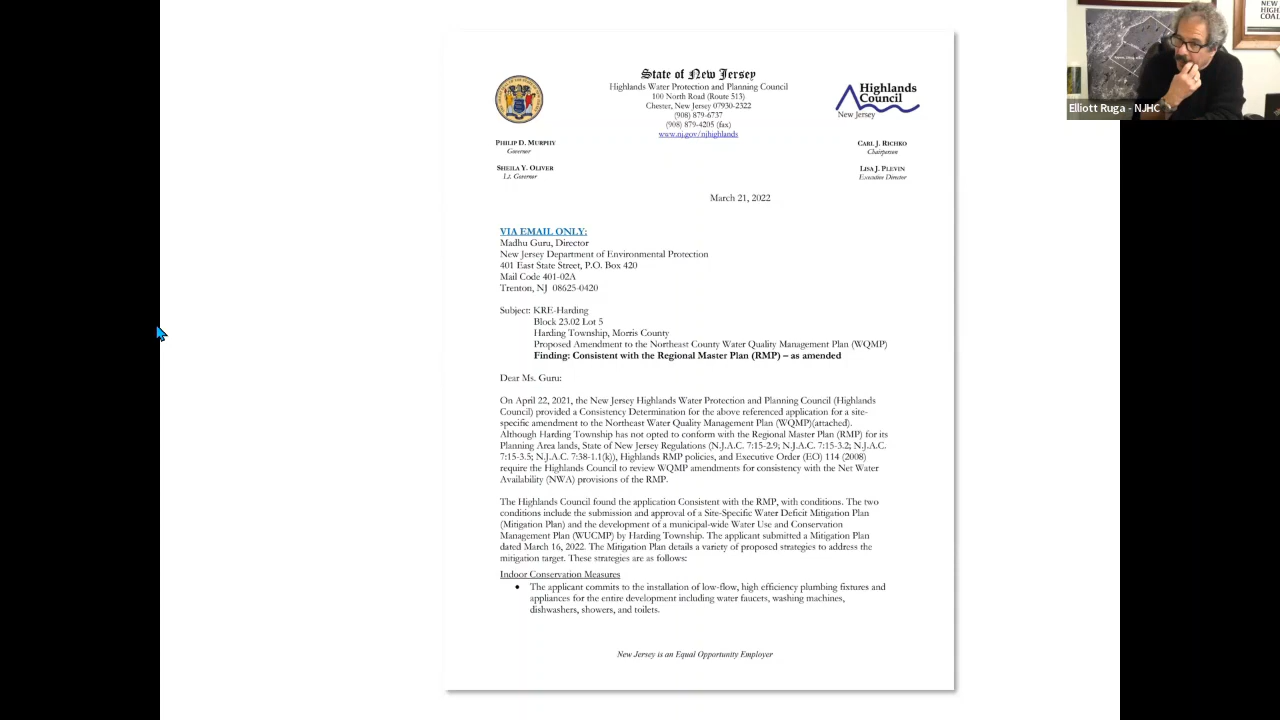 NEW
HIGH
COAL
Elliott Ruga - NJHC
State of New Jersey
Highlands Water Protection and Planning Council
100 North Road (Route 513)
Chester, New Jersey 07930-2322
(908) 879-6737
(908) 879-4205 (fax)
www.nj.gov/njhighlands
Highlands
Council
New Jersey
PHILIP D. MURPHY
Governor
SHEILA Y. OLIVER
Lt. Governor
CARL J. RICHKO
Chairperson
LISA J. PLEVIN
Executive Director
March 21, 2022
VIA EMAIL ONLY:
Madhu Guru, Director
New Jersey Department of Environmental Protection
401 East State Street, P.O. Box 420
Mail Code 401-02A
Trenton, NJ 08625-0420
Subject: KRE-Harding
Block 23.02 Lot 5
Harding Township, Morris County
Proposed Amendment to the Northeast County Water Quality Management Plan (WQMP)
Finding: Consistent with the Regional Master Plan (RMP) – as amended
Dear Ms. Guru:
On April 22, 2021, the New Jersey Highlands Water Protection and Planning Council (Highlands
Council) provided a Consistency Determination for the above referenced application for a site-
specific amendment to the Northeast Water Quality Management Plan (WQMP)(attached).
Although Harding Township has not opted to conform with the Regional Master Plan (RMP) for its
Planning Area lands, State of New Jersey Regulations (N.J.A.C. 7:15-2.9; N.J.A.C. 7:15-3.2; N.J.A.C.
7:15-3.5; N.J.A.C. 7:38-1.1(k)), Highlands RMP policies, and Executive Order (EO) 114 (2008)
require the Highlands Council to review WQMP amendments for consistency with the Net Water
Availability (NWA) provisions of the RMP.
The Highlands Council found the application Consistent with the RMP, with conditions. The two
conditions include the submission and approval of a Site-Specific Water Deficit Mitigation Plan
(Mitigation Plan) and the development of a municipal-wide Water Use and Conservation
Management Plan (WUCMP) by Harding Township. The applicant submitted a Mitigation Plan
dated March 16, 2022. The Mitigation Plan details a variety of proposed strategies to address the
mitigation target. These strategies are as follows:
Indoor Conservation Measures
• The applicant commits to the installation of low-flow, high efficiency plumbing fixtures and
appliances for the entire development including water faucets, washing machines,
dishwashers, showers, and toilets.
New Jersey is an Equal Opportunity Employer